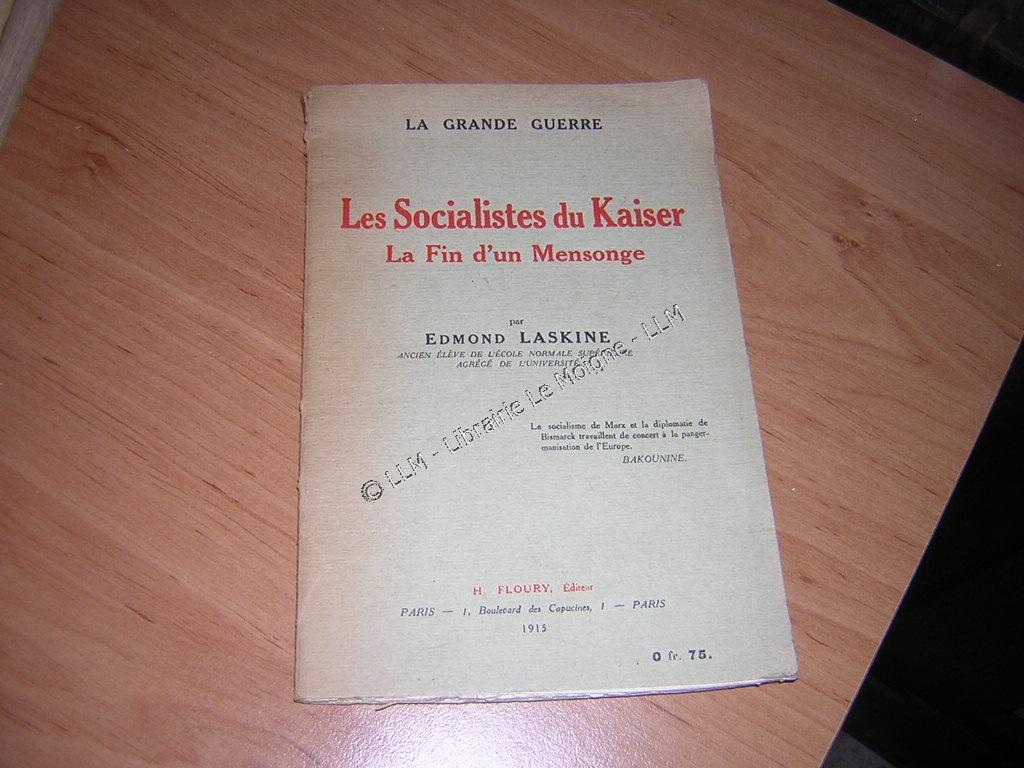 LA GRANDE GUERRE
Les Socialistes du Kaiser
La Fin d'un Mensonge
par
EDMOND LASKINE
ANCIEN ÉLÈVE DE L'ÉCOLE NORMALE SUPÉRIEURE
AGRÉGÉ DE L'UNIVERSITÉ
Le socialisme de Marx et la diplomatie de
Bismarck travaillent de concert à la panger-
manisation de l'Europe.
BAKOUNINE.
© LLM - Librairie Le Moigne - LLM
H. FLOURY, Éditeur
PARIS — 1, Boulevard des Capucines, 1 — PARIS
1915
0 fr. 75.